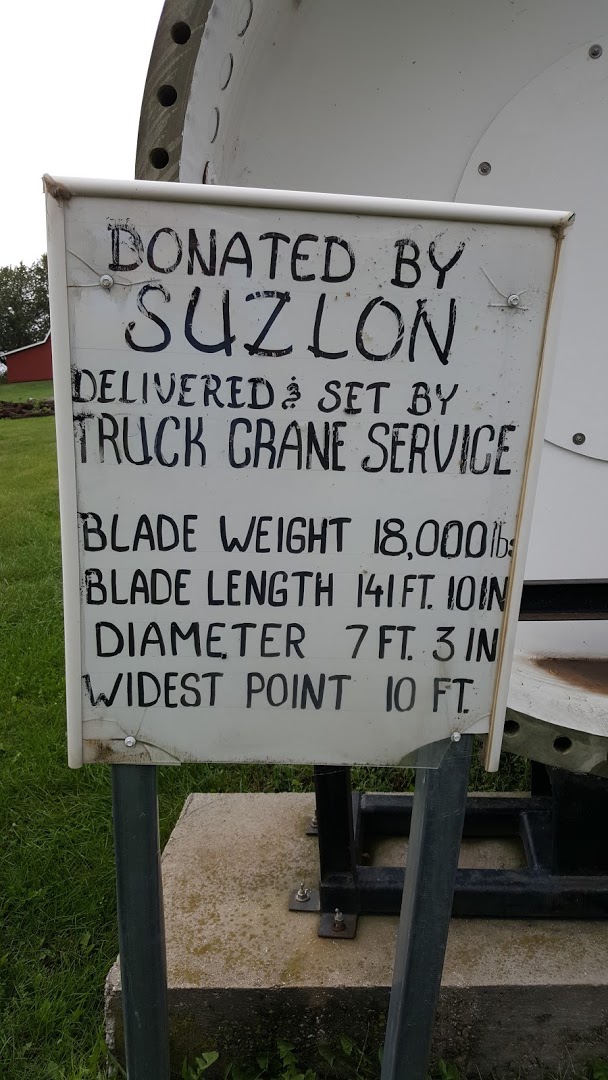 DONATED BY
SUZLON
DELIVERED & SET BY
TRUCK CRANE SERVICE
BLADE WEIGHT 18,000 lbs
BLADE LENGTH 141 FT. 10 IN
DIAMETER 7 FT. 3 IN
WIDEST POINT 10 FT.